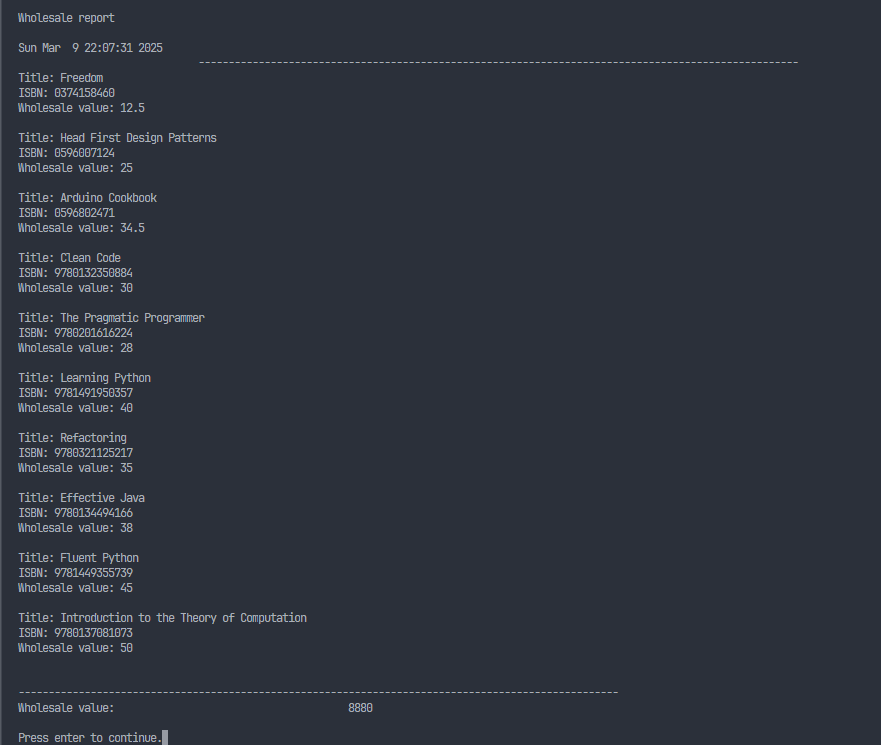 Wholesale report
Sun Mar  9 22:07:31 2025
----------------------------------------------------------------------------------------------------
Title: Freedom
ISBN: 0374158460
Wholesale value: 12.5
Title: Head First Design Patterns
ISBN: 0596007124
Wholesale value: 25
Title: Arduino Cookbook
ISBN: 0596802471
Wholesale value: 34.5
Title: Clean Code
ISBN: 9780132350884
Wholesale value: 30
Title: The Pragmatic Programmer
ISBN: 9780201616224
Wholesale value: 28
Title: Learning Python
ISBN: 9781491950357
Wholesale value: 40
Title: Refactoring
ISBN: 9780321125217
Wholesale value: 35
Title: Effective Java
ISBN: 9780134494166
Wholesale value: 38
Title: Fluent Python
ISBN: 9781449355739
Wholesale value: 45
Title: Introduction to the Theory of Computation
ISBN: 9780137081073
Wholesale value: 50
----------------------------------------------------------------------------------------------------
Wholesale value: 8880
Press enter to continue.